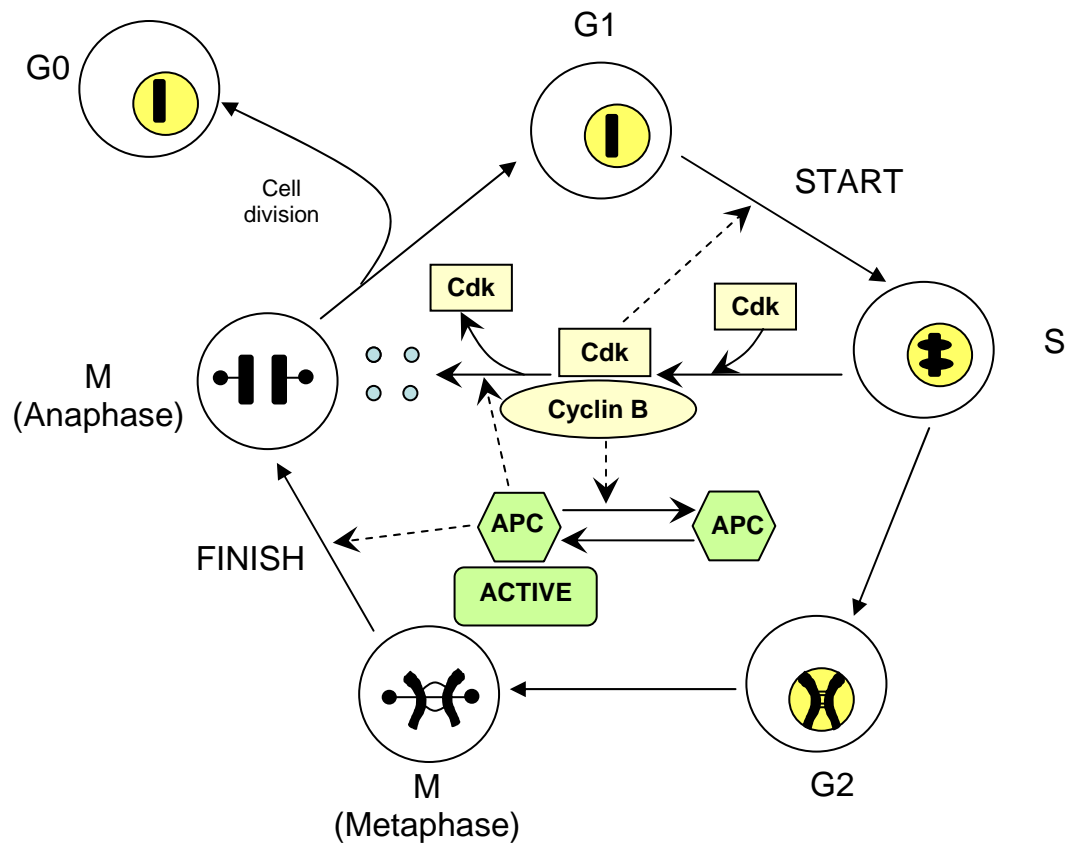 G1
G0
START
Cell
division
Cdk
Cdk
Cdk
S
M
(Anaphase)
Cyclin B
APC
APC
FINISH
ACTIVE
G2
M
(Metaphase)